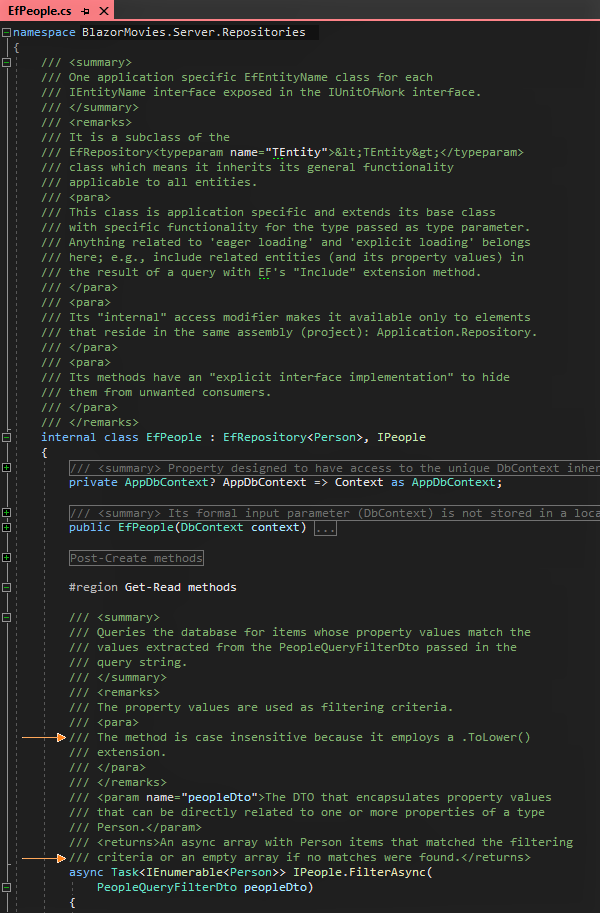 EfPeople.cs
namespace BlazorMovies.Server.Repositories
{
/// <summary>
/// One application specific EfEntityName class for each
/// IEntityName interface exposed in the IUnitOfWork interface.
/// </summary>
/// <remarks>
/// It is a subclass of the
/// EfRepository<typeparam name="TEntity">&lt;TEntity&gt;</typeparam>
/// class which means it inherits its general functionality
/// applicable to all entities.
/// <para>
/// This class is application specific and extends its base class
/// with specific functionality for the type passed as type parameter.
/// Anything related to 'eager loading' and 'explicit loading' belongs
/// here; e.g., include related entities (and its property values) in
/// the result of a query with EF's "Include" extension method.
/// </para>
/// <para>
/// Its "internal" access modifier makes it available only to elements
/// that reside in the same assembly (project): Application.Repository.
/// </para>
/// <para>
/// Its methods have an "explicit interface implementation" to hide
/// them from unwanted consumers.
/// </para>
/// </remarks>
internal class EfPeople : EfRepository<Person>, IPeople
{
/// <summary> Property designed to have access to the unique DbContext inher
private AppDbContext? AppDbContext => Context as AppDbContext;
/// <summary> Its formal input parameter (DbContext) is not stored in a loca
public EfPeople(DbContext context) ...
Post-Create methods
#region Get-Read methods
/// <summary>
/// Queries the database for items whose property values match the
/// values extracted from the PeopleQueryFilterDto passed in the
/// query string.
/// </summary>
/// <remarks>
/// The property values are used as filtering criteria.
/// <para>
/// The method is case insensitive because it employs a .ToLower()
/// extension.
/// </para>
/// </remarks>
/// <param name="peopleDto">The DTO that encapsulates property values
/// that can be directly related to one or more properties of a type
/// Person.</param>
/// <returns>An async array with Person items that matched the filtering
/// criteria or an empty array if no matches were found.</returns>
async Task<IEnumerable<Person>> IPeople.FilterAsync(
PeopleQueryFilterDto peopleDto)
{